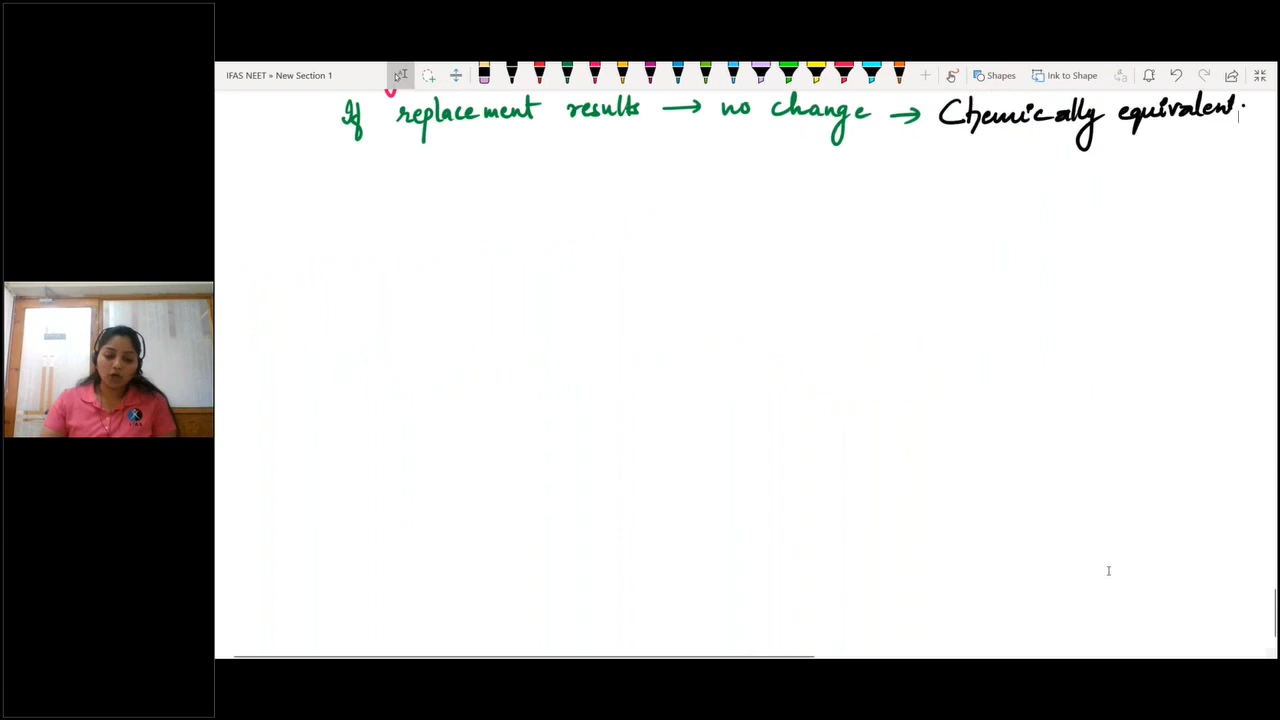 IFAS NEET » New Section 1
Shapes
Ink to Shape
If replacement results → no change → Chemically equivalent.